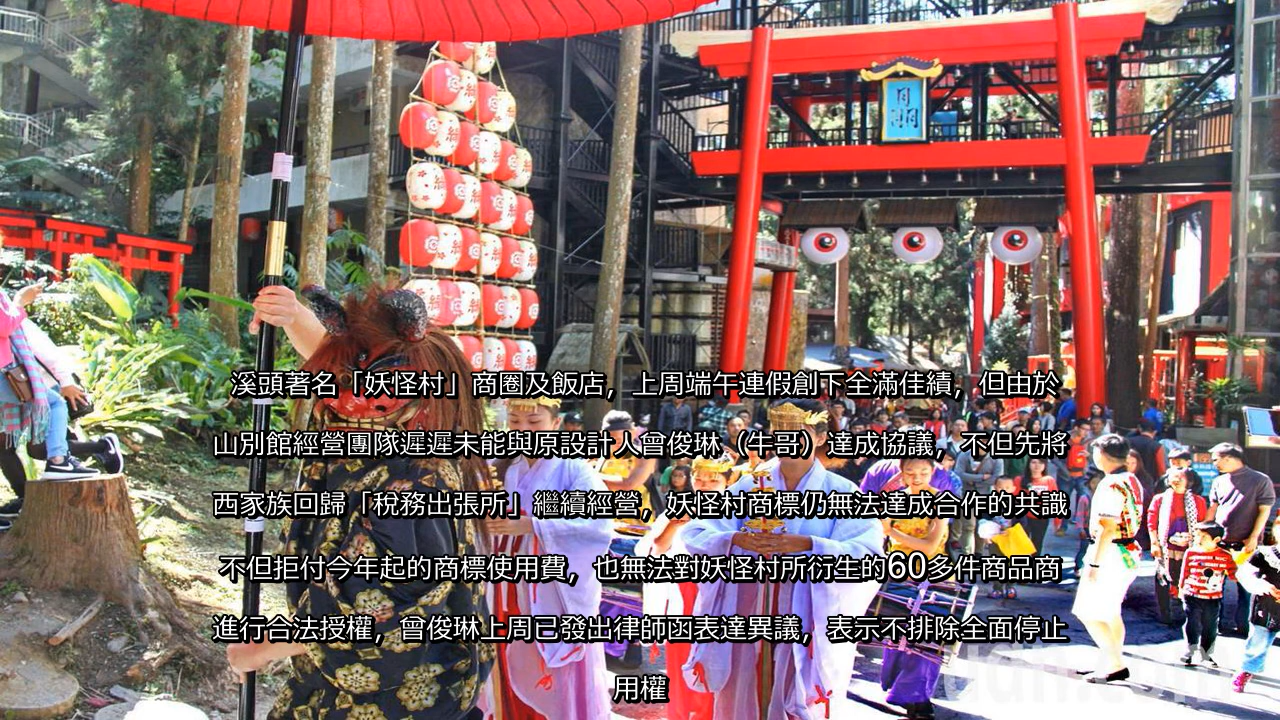 明
溪頭著名「妖怪村」商圈及飯店，上周端午連假創下全滿佳績，但由於
山別館經營團隊遲遲未能與原設計人曾俊琳（牛哥）達成協議，不但先將
西家族回歸「稅務出張所」繼續經營，妖怪村商標仍無法達成合作的共識
不但拒付今年起的商標使用費，也無法對妖怪村所衍生的60多件商品商
進行合法授權，曾俊琳上周已發出律師函表達異議，表示不排除全面停止
用權
udn.com